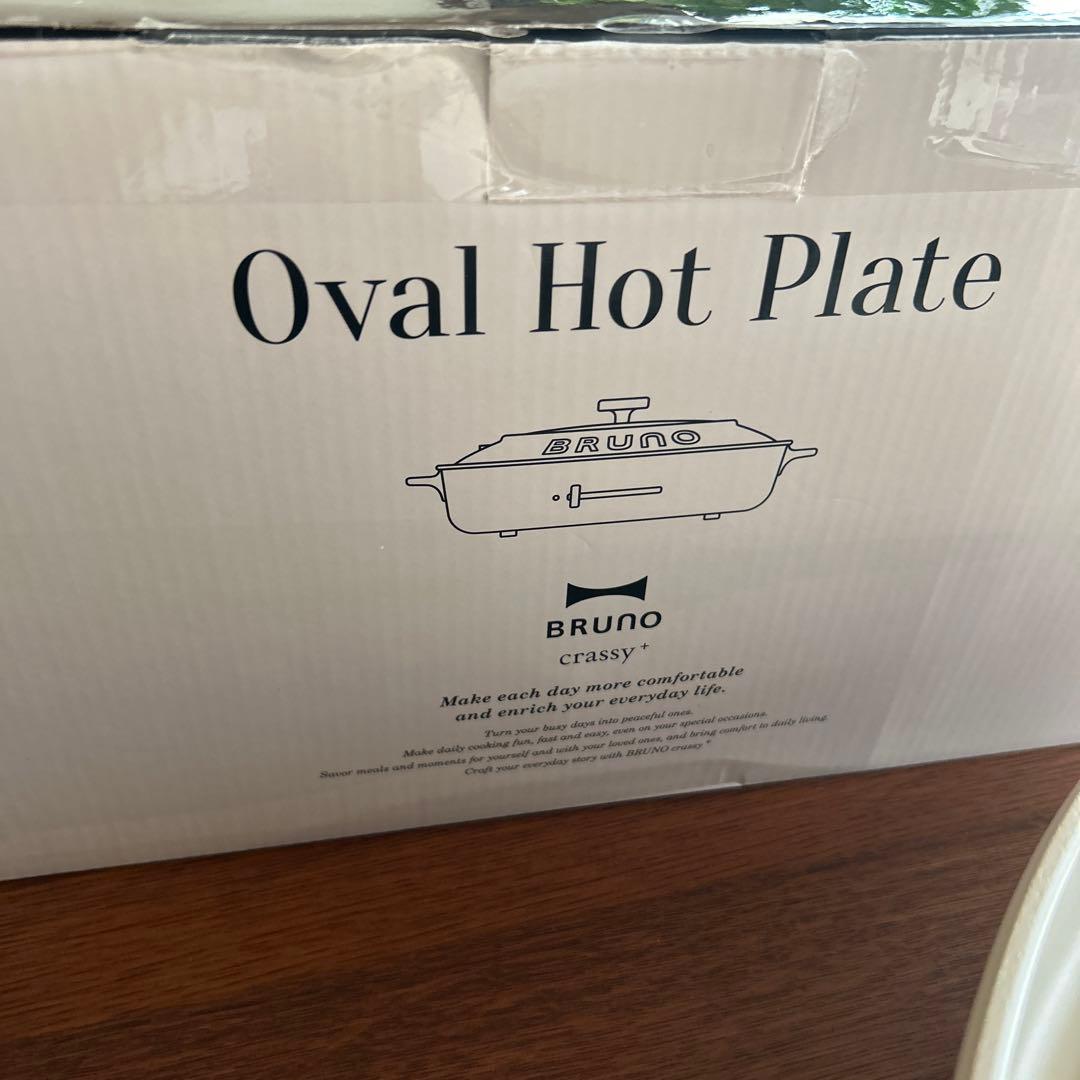 Oval Hot Plate
BRUNO
BRUNO
crassy+
Make each day more comfortable
and enrich your everyday life.
Turn your busy days into peaceful ones.
Make daily cooking fun, fast and easy, even on your special occasions.
Savor meals and moments for yourself and with your loved ones, and bring comfort to daily living.
Craft your everyday story with BRUNO crassy+